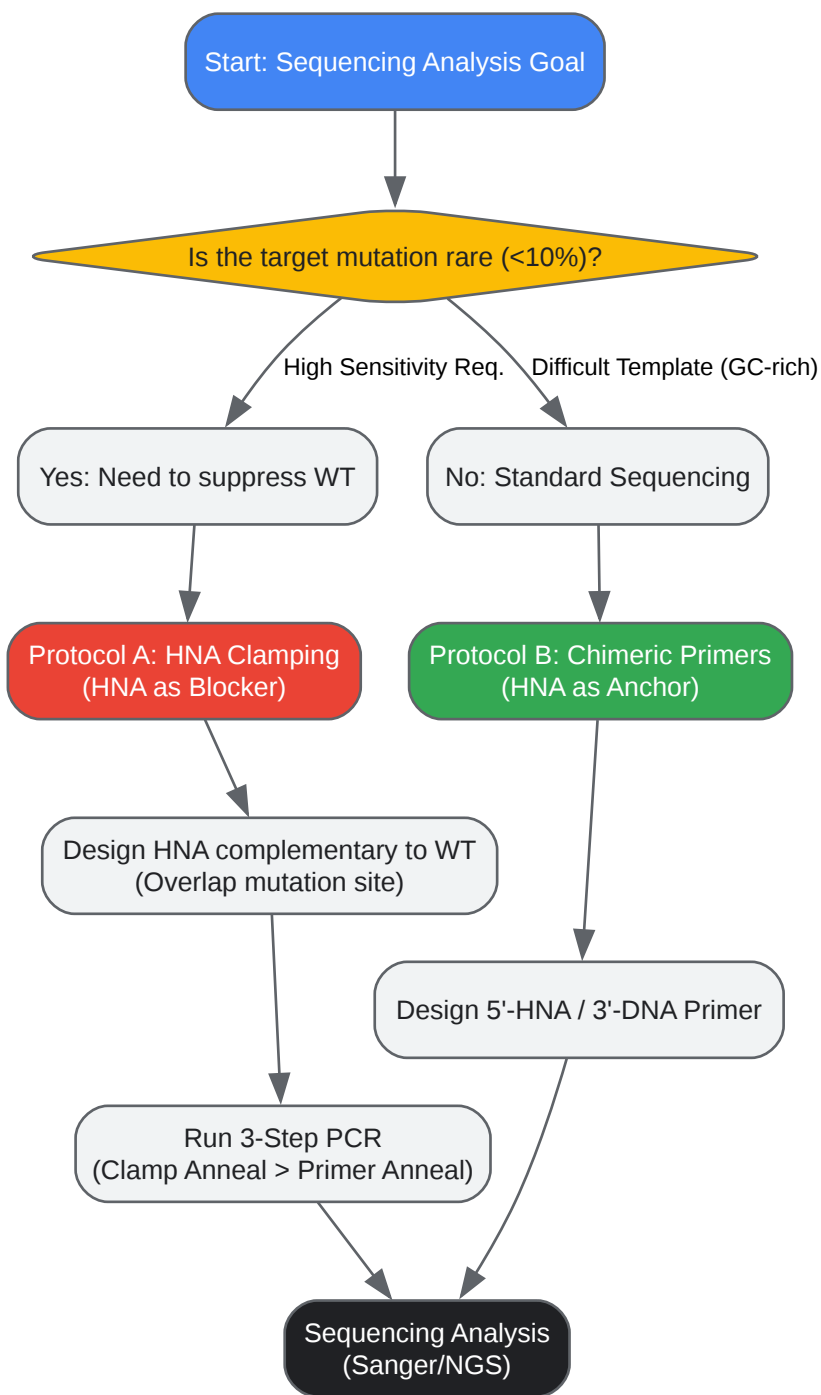 Start: Sequencing Analysis Goal
Is the target mutation rare (<10%)?
High Sensitivity Req.
Difficult Template (GC-rich)
Yes: Need to suppress WT
No: Standard Sequencing
Protocol A: HNA Clamping
(HNA as Blocker)
Protocol B: Chimeric Primers
(HNA as Anchor)
Design HNA complementary to WT
(Overlap mutation site)
Design 5'-HNA / 3'-DNA Primer
Run 3-Step PCR
(Clamp Anneal > Primer Anneal)
Sequencing Analysis
(Sanger/NGS)